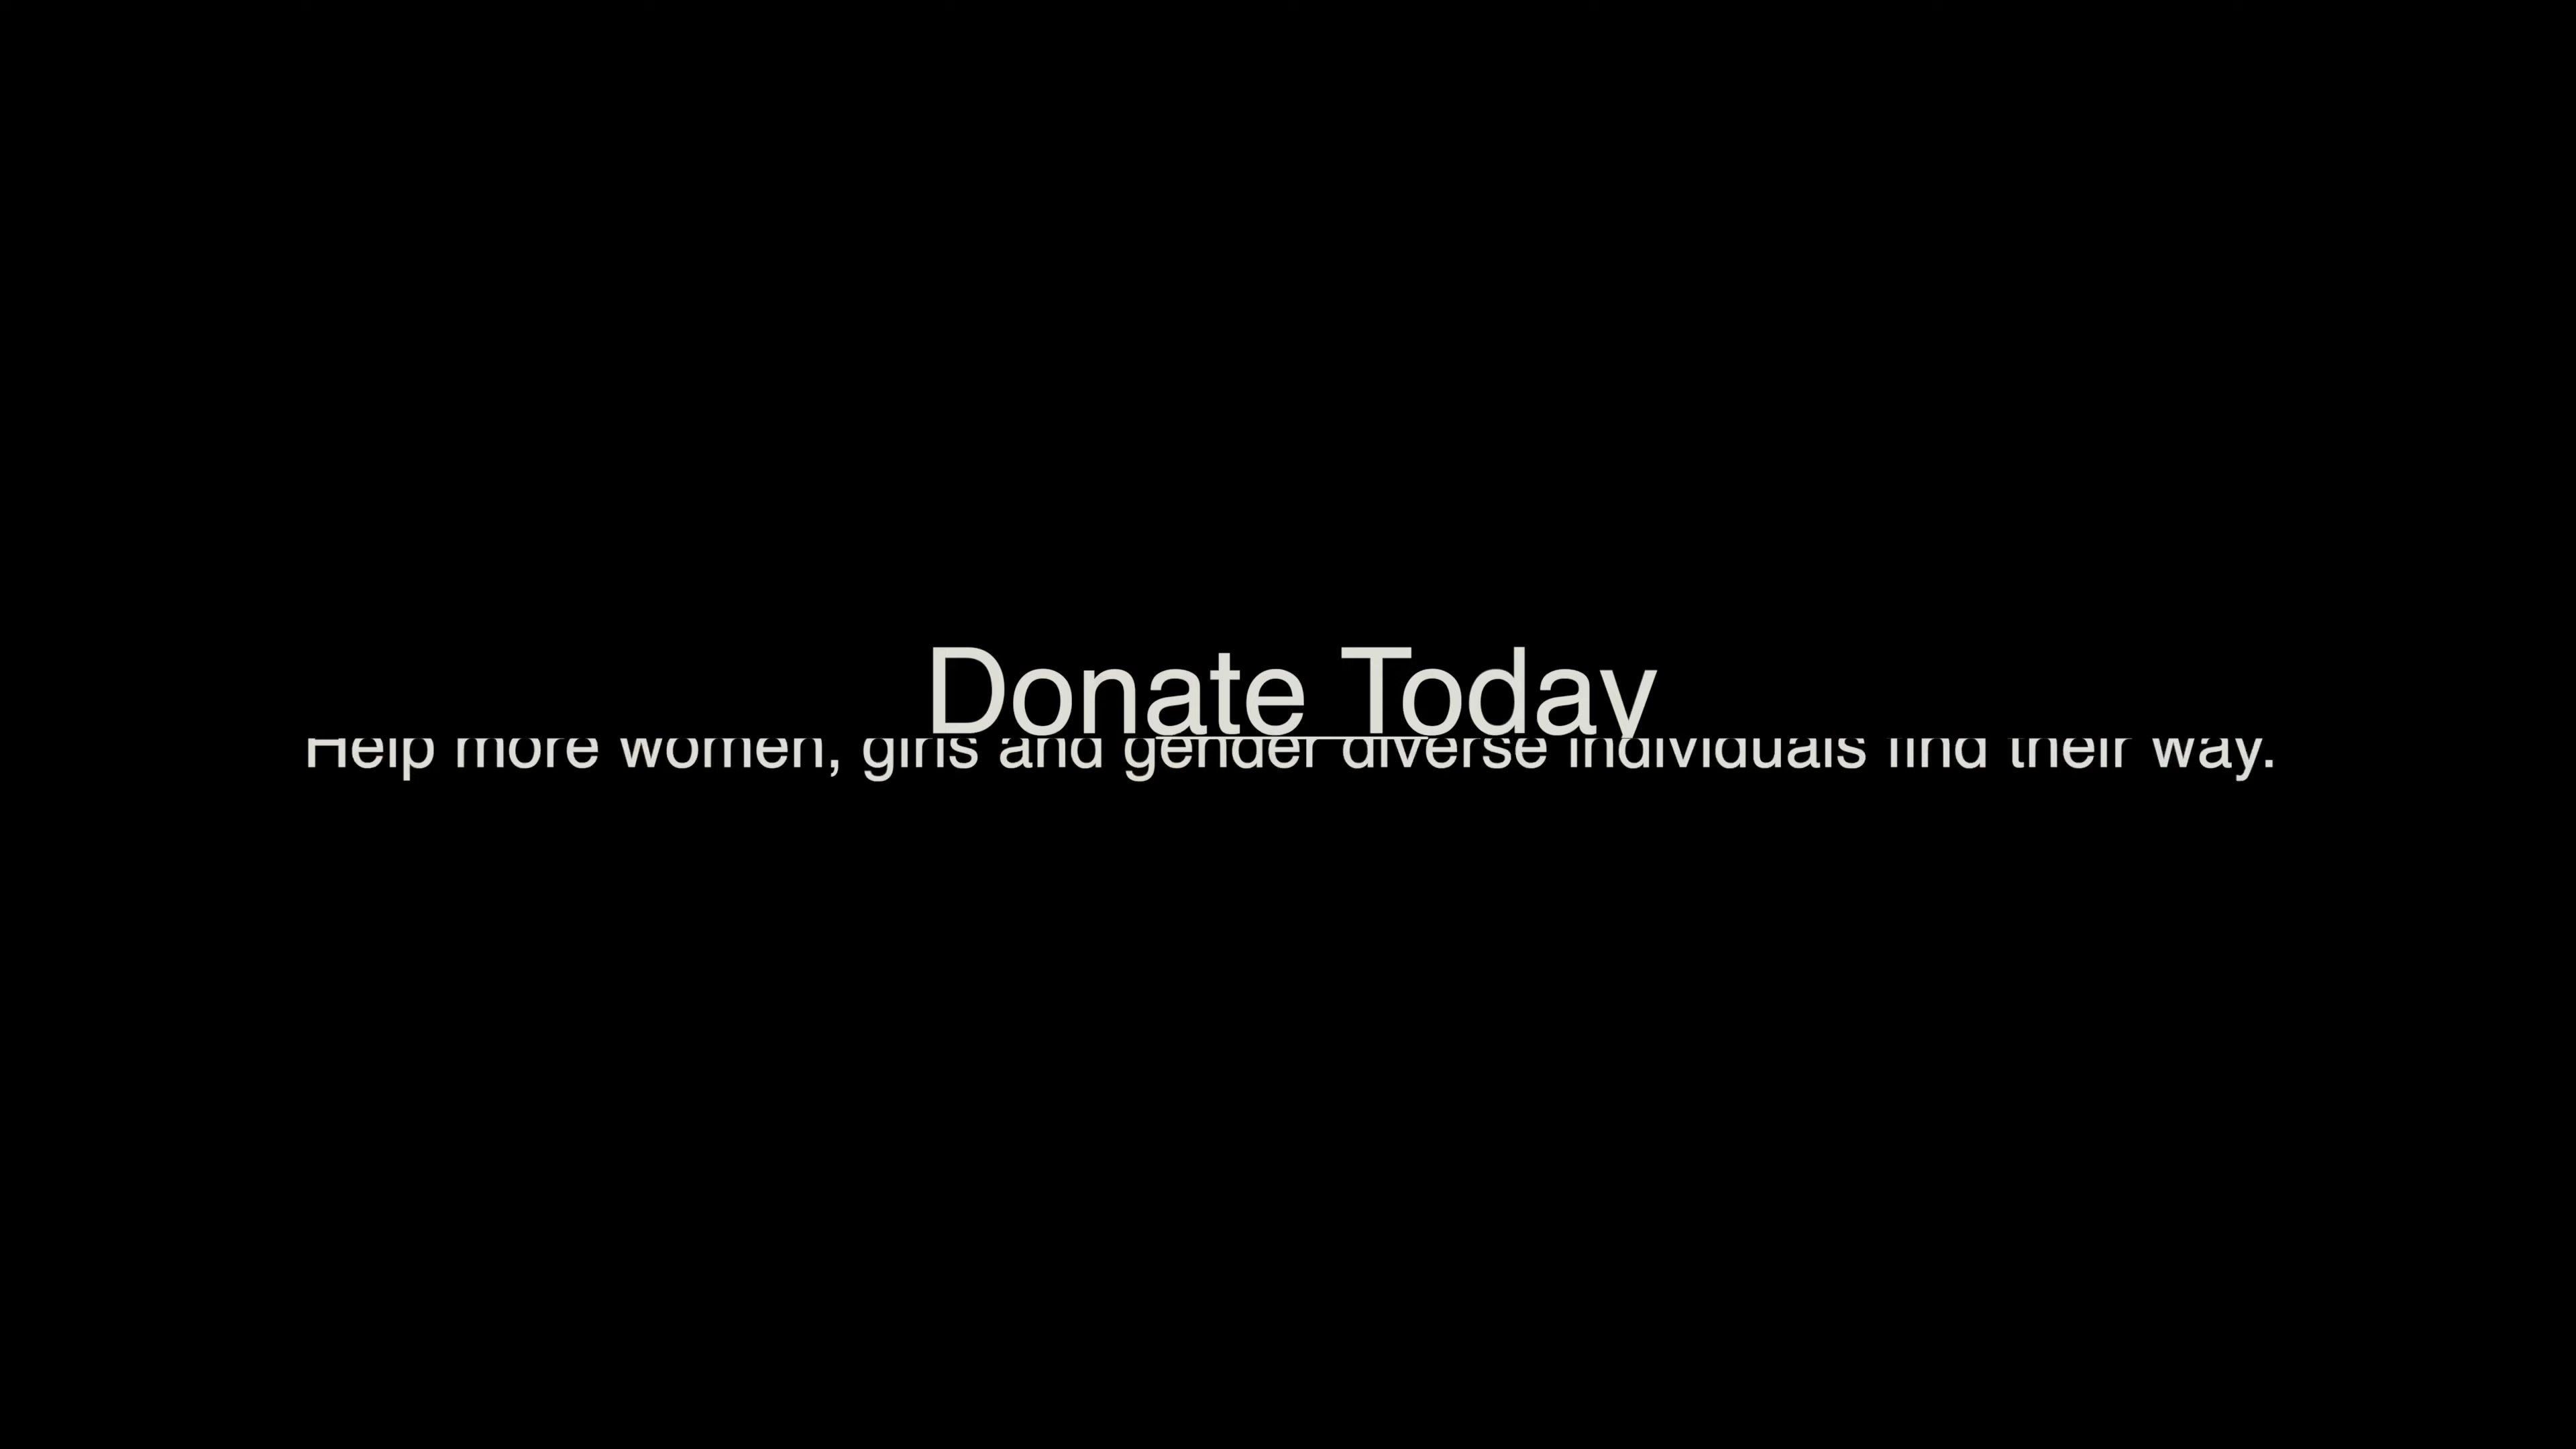 Donate Today
Help more women, girls and gender diverse individuals find their way.